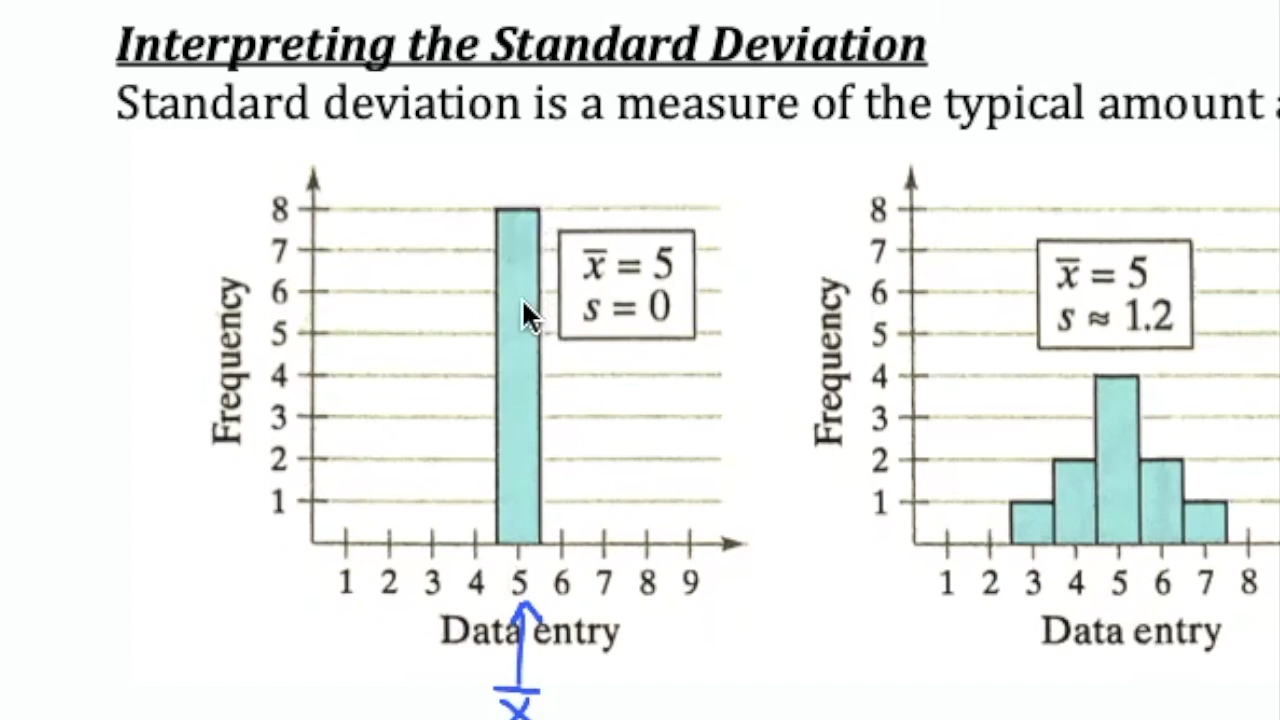 Interpreting the Standard Deviation
Standard deviation is a measure of the typical amount
8
7
6
5
4
3
2
1
Frequency
x̅ = 5
s = 0
1 2 3 4 5 6 7 8 9
Data entry
x̅
8
7
6
5
4
3
2
1
Frequency
x̅ = 5
s ≈ 1.2
1 2 3 4 5 6 7 8
Data entry